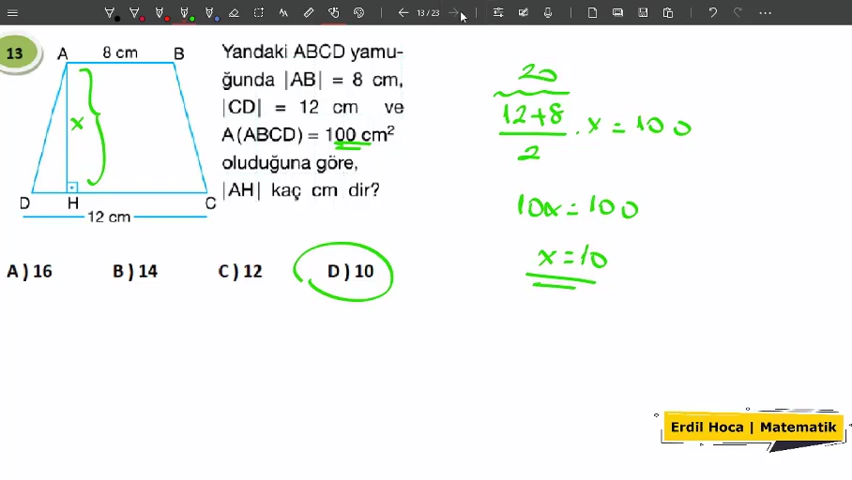 13/23
13
A 8 cm B
x
D H C
12 cm
Yandaki ABCD yamu-
ğunda |AB| = 8 cm,
|CD| = 12 cm ve
A(ABCD) = 100 cm²
oluduğuna göre,
|AH| kaç cm dir?
A ) 16 B ) 14 C ) 12 D ) 10
20
12+8
2
. x = 100
10x = 100
x = 10
Erdil Hoca | Matematik